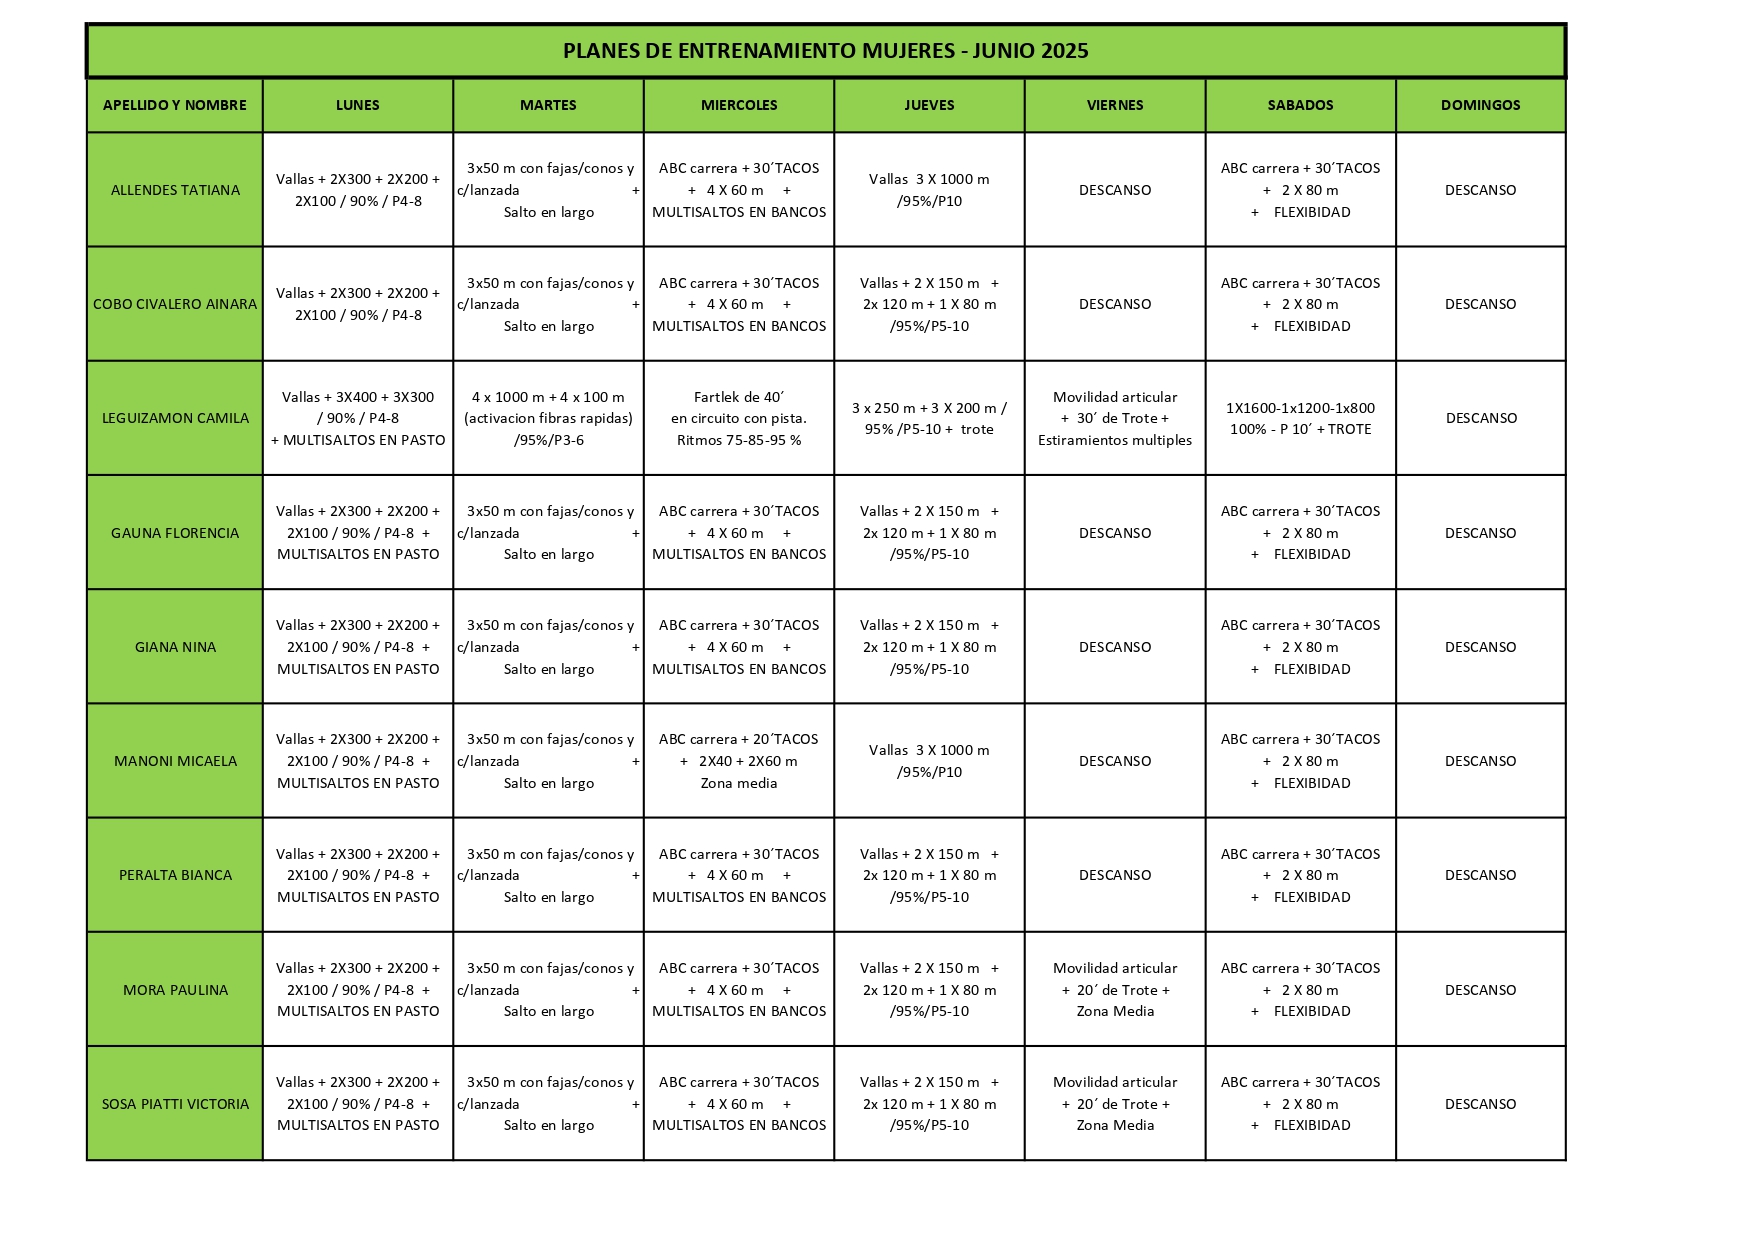 PLANES DE ENTRENAMIENTO MUJERES - JUNIO 2025
APELLIDO Y NOMBRE LUNES MARTES MIERCOLES JUEVES VIERNES SABADOS DOMINGOS
ALLENDES TATIANA
Vallas + 2X300 + 2X200 +
2X100 / 90% / P4-8
3x50 m con fajas/conos y
c/lanzada +
Salto en largo
ABC carrera + 30´TACOS
+ 4 X 60 m +
MULTISALTOS EN BANCOS
Vallas 3 X 1000 m
/95%/P10
DESCANSO
ABC carrera + 30´TACOS
+ 2 X 80 m
+ FLEXIBIDAD
DESCANSO
COBO CIVALERO AINARA
Vallas + 2X300 + 2X200 +
2X100 / 90% / P4-8
3x50 m con fajas/conos y
c/lanzada +
Salto en largo
ABC carrera + 30´TACOS
+ 4 X 60 m +
MULTISALTOS EN BANCOS
Vallas + 2 X 150 m +
2x 120 m + 1 X 80 m
/95%/P5-10
DESCANSO
ABC carrera + 30´TACOS
+ 2 X 80 m
+ FLEXIBIDAD
DESCANSO
LEGUIZAMON CAMILA
Vallas + 3X400 + 3X300
/ 90% / P4-8
+ MULTISALTOS EN PASTO
4 x 1000 m + 4 x 100 m
(activacion fibras rapidas)
/95%/P3-6
Fartlek de 40´
en circuito con pista.
Ritmos 75-85-95 %
3 x 250 m + 3 X 200 m /
95% /P5-10 + trote
Movilidad articular
+ 30´ de Trote +
Estiramientos multiples
1X1600-1x1200-1x800
100% - P 10´ + TROTE
DESCANSO
GAUNA FLORENCIA
Vallas + 2X300 + 2X200 +
2X100 / 90% / P4-8 +
MULTISALTOS EN PASTO
3x50 m con fajas/conos y
c/lanzada +
Salto en largo
ABC carrera + 30´TACOS
+ 4 X 60 m +
MULTISALTOS EN BANCOS
Vallas + 2 X 150 m +
2x 120 m + 1 X 80 m
/95%/P5-10
DESCANSO
ABC carrera + 30´TACOS
+ 2 X 80 m
+ FLEXIBIDAD
DESCANSO
GIANA NINA
Vallas + 2X300 + 2X200 +
2X100 / 90% / P4-8 +
MULTISALTOS EN PASTO
3x50 m con fajas/conos y
c/lanzada +
Salto en largo
ABC carrera + 30´TACOS
+ 4 X 60 m +
MULTISALTOS EN BANCOS
Vallas + 2 X 150 m +
2x 120 m + 1 X 80 m
/95%/P5-10
DESCANSO
ABC carrera + 30´TACOS
+ 2 X 80 m
+ FLEXIBIDAD
DESCANSO
MANONI MICAELA
Vallas + 2X300 + 2X200 +
2X100 / 90% / P4-8 +
MULTISALTOS EN PASTO
3x50 m con fajas/conos y
c/lanzada +
Salto en largo
ABC carrera + 20´TACOS
+ 2X40 + 2X60 m
Zona media
Vallas 3 X 1000 m
/95%/P10
DESCANSO
ABC carrera + 30´TACOS
+ 2 X 80 m
+ FLEXIBIDAD
DESCANSO
PERALTA BIANCA
Vallas + 2X300 + 2X200 +
2X100 / 90% / P4-8 +
MULTISALTOS EN PASTO
3x50 m con fajas/conos y
c/lanzada +
Salto en largo
ABC carrera + 30´TACOS
+ 4 X 60 m +
MULTISALTOS EN BANCOS
Vallas + 2 X 150 m +
2x 120 m + 1 X 80 m
/95%/P5-10
DESCANSO
ABC carrera + 30´TACOS
+ 2 X 80 m
+ FLEXIBIDAD
DESCANSO
MORA PAULINA
Vallas + 2X300 + 2X200 +
2X100 / 90% / P4-8 +
MULTISALTOS EN PASTO
3x50 m con fajas/conos y
c/lanzada +
Salto en largo
ABC carrera + 30´TACOS
+ 4 X 60 m +
MULTISALTOS EN BANCOS
Vallas + 2 X 150 m +
2x 120 m + 1 X 80 m
/95%/P5-10
Movilidad articular
+ 20´ de Trote +
Zona Media
ABC carrera + 30´TACOS
+ 2 X 80 m
+ FLEXIBIDAD
DESCANSO
SOSA PIATTI VICTORIA
Vallas + 2X300 + 2X200 +
2X100 / 90% / P4-8 +
MULTISALTOS EN PASTO
3x50 m con fajas/conos y
c/lanzada +
Salto en largo
ABC carrera + 30´TACOS
+ 4 X 60 m +
MULTISALTOS EN BANCOS
Vallas + 2 X 150 m +
2x 120 m + 1 X 80 m
/95%/P5-10
Movilidad articular
+ 20´ de Trote +
Zona Media
ABC carrera + 30´TACOS
+ 2 X 80 m
+ FLEXIBIDAD
DESCANSO